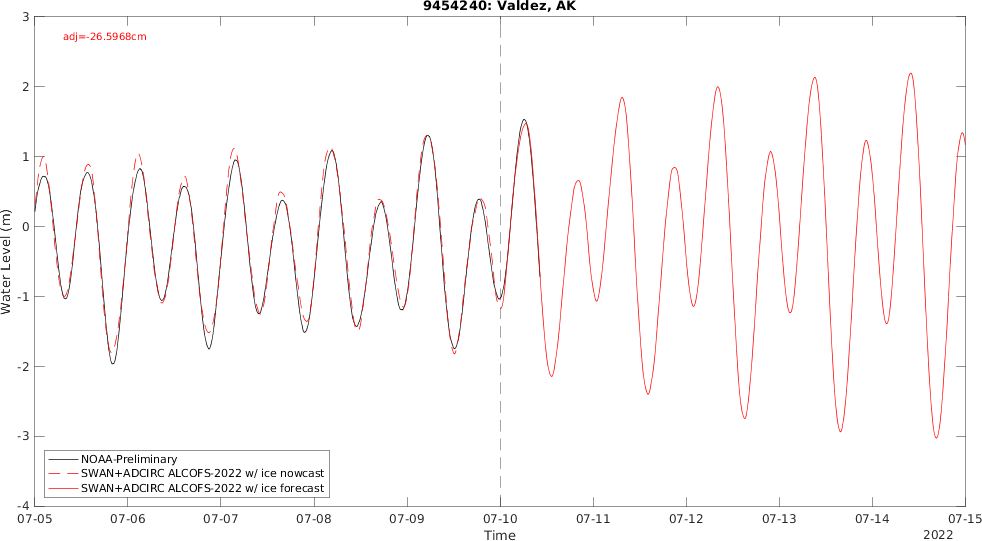 9454240: Valdez, AK
adj=-26.5968cm
3
2
1
0
-1
-2
-3
-4
Water Level (m)
NOAA-Preliminary
SWAN+ADCIRC ALCOFS-2022 w/ ice nowcast
SWAN+ADCIRC ALCOFS-2022 w/ ice forecast
07-05 07-06 07-07 07-08 07-09 07-10 07-11 07-12 07-13 07-14 07-15
Time
2022